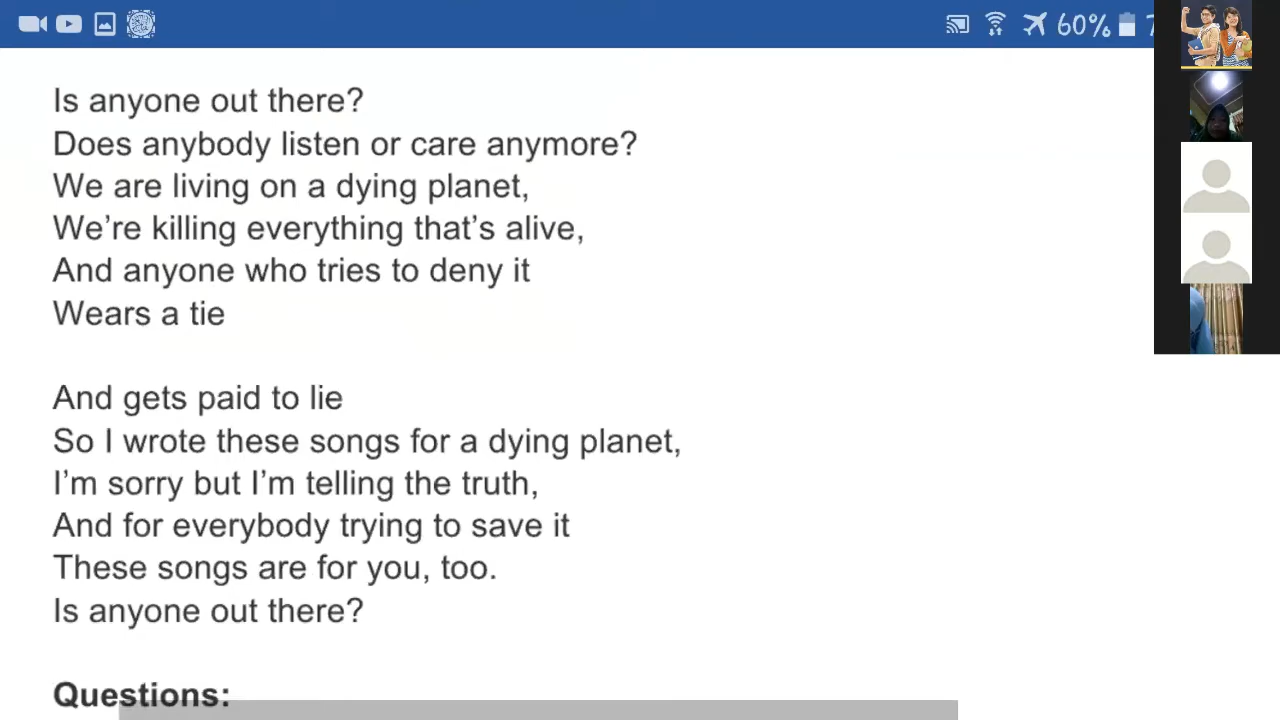 60%
Is anyone out there?
Does anybody listen or care anymore?
We are living on a dying planet,
We're killing everything that's alive,
And anyone who tries to deny it
Wears a tie
And gets paid to lie
So I wrote these songs for a dying planet,
I'm sorry but I'm telling the truth,
And for everybody trying to save it
These songs are for you, too.
Is anyone out there?
Questions: